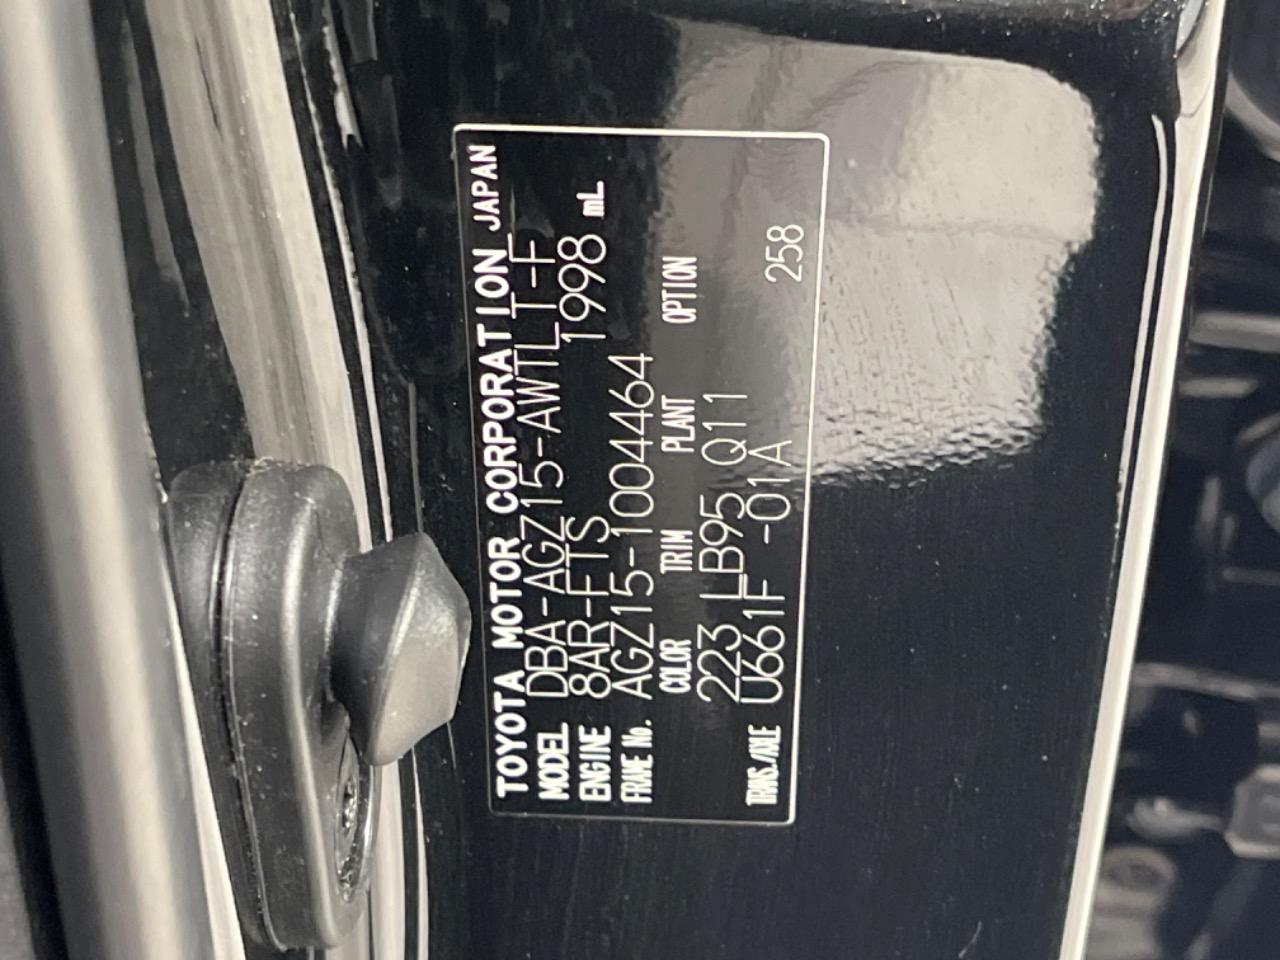 TOYOTA MOTOR CORPORATION JAPAN
MODEL DBA-AGZ15-AWTLT-F
ENGINE 8AR-FTS 1998 mL
FRAME No. AGZ15-1004464
COLOR TRIM PLANT OPTION
223 LB95 Q11
TRANS./AXLE U661F -01A 258